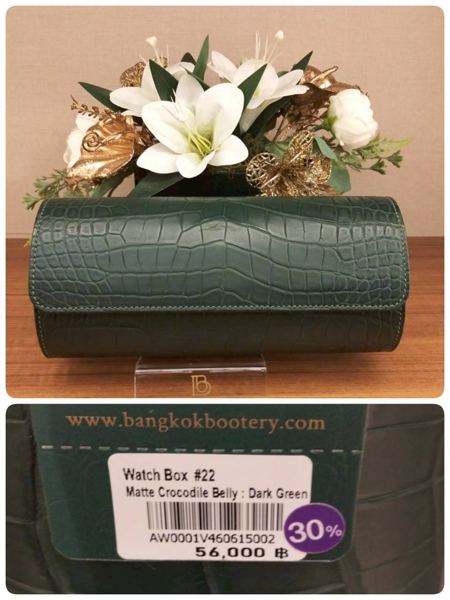 B
www.bangkokbootery.com
Watch Box #22
Matte Crocodile Belly : Dark Green
AW0001V460615002
56,000 ฿
30%